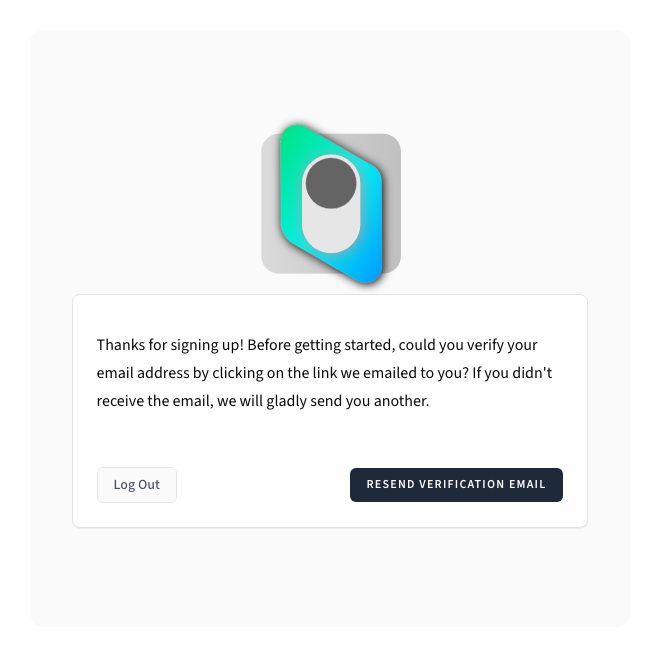 Thanks for signing up! Before getting started, could you verify your
email address by clicking on the link we emailed to you? If you didn't
receive the email, we will gladly send you another.
Log Out
RESEND VERIFICATION EMAIL